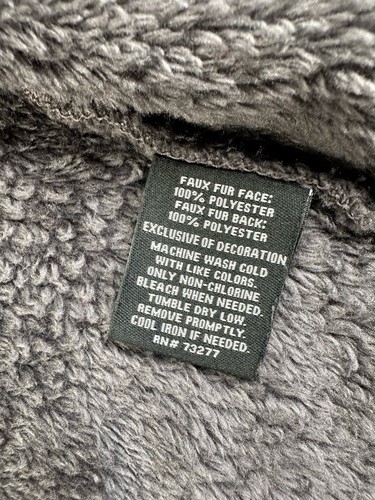 FAUX FUR FACE:
100% POLYESTER
FAUX FUR BACK:
100% POLYESTER
EXCLUSIVE OF DECORATION
MACHINE WASH COLD
WITH LIKE COLORS.
ONLY NON-CHLORINE
BLEACH WHEN NEEDED.
TUMBLE DRY LOW.
REMOVE PROMPTLY.
COOL IRON IF NEEDED.
RN# 73277